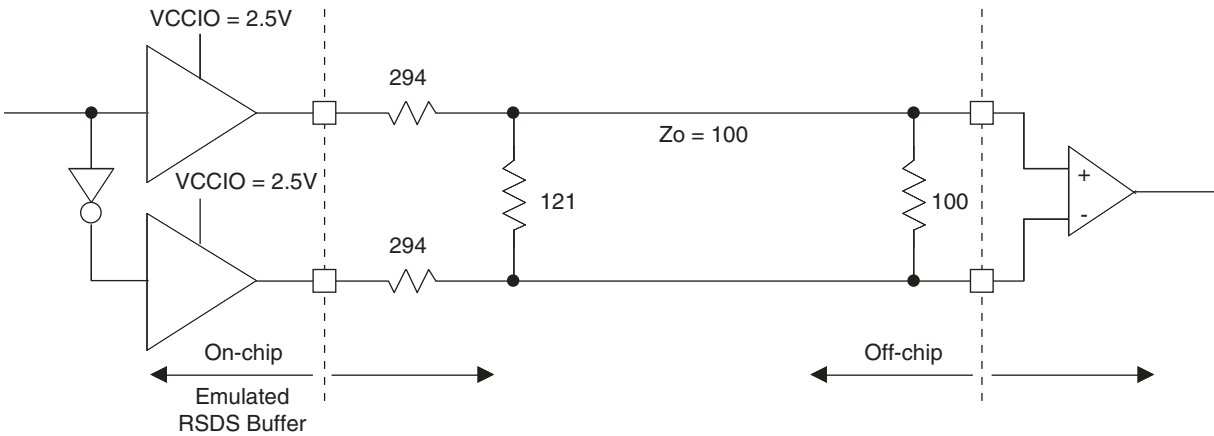 VCCIO = 2.5V
294
Zo = 100
VCCIO = 2.5V
121
100
+
-
294
On-chip
Off-chip
Emulated
RSDS Buffer